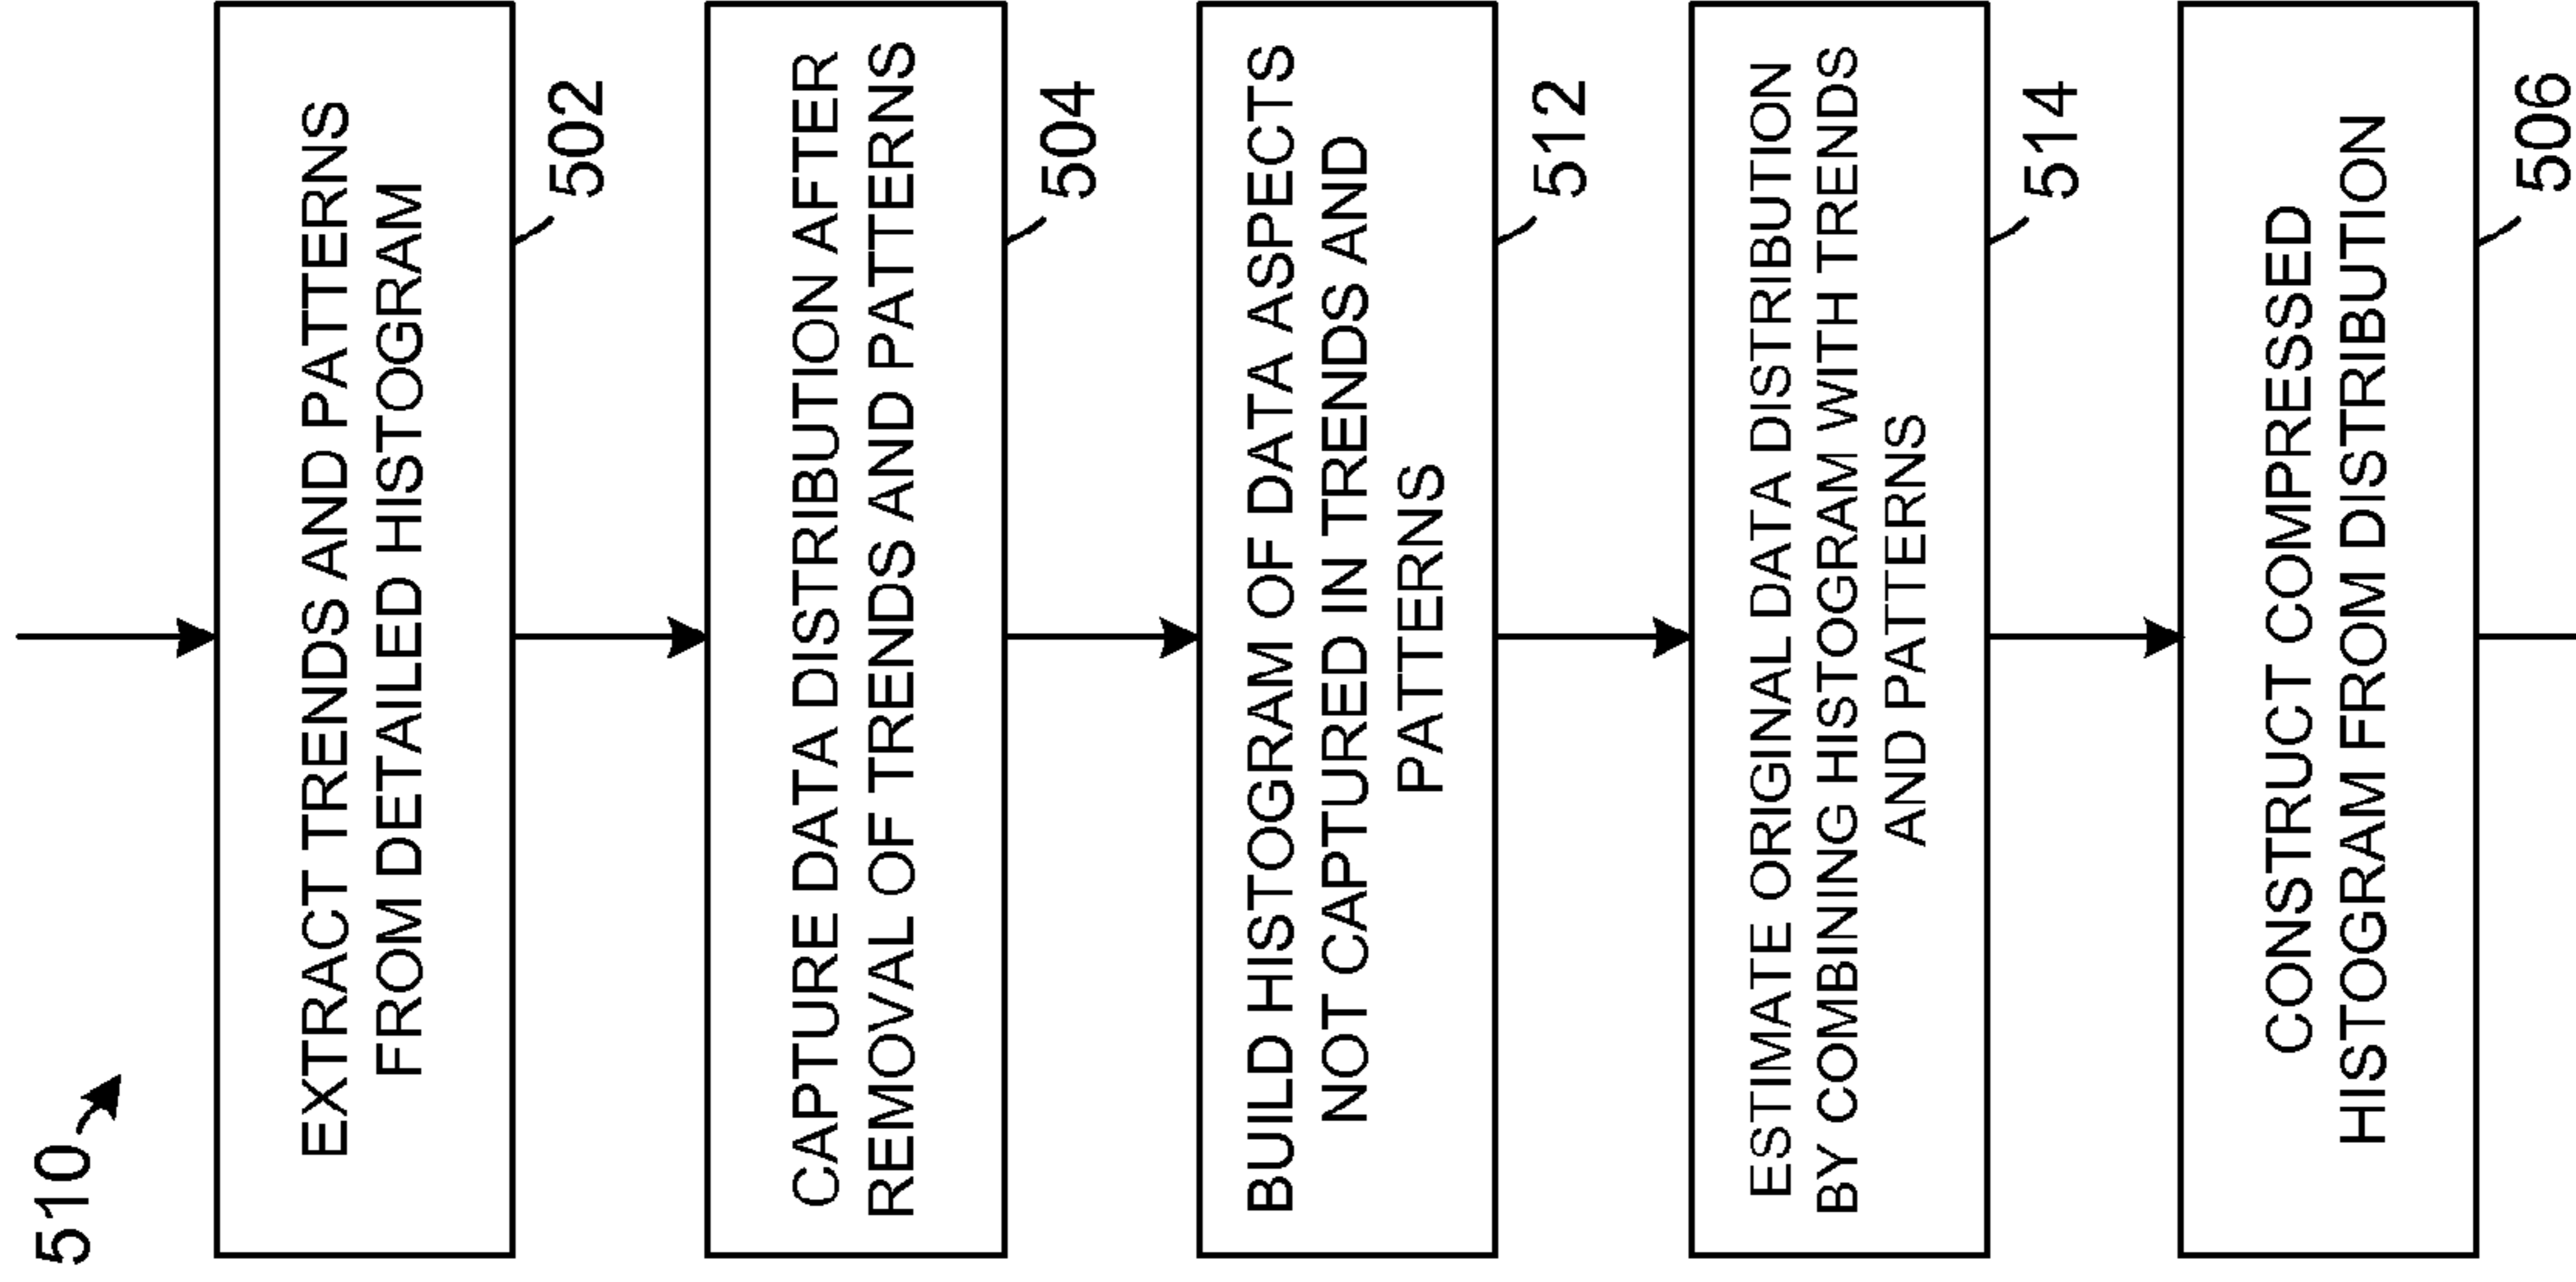 510
EXTRACT TRENDS AND PATTERNS
FROM DETAILED HISTOGRAM
502
CAPTURE DATA DISTRIBUTION AFTER
REMOVAL OF TRENDS AND PATTERNS
504
BUILD HISTOGRAM OF DATA ASPECTS
NOT CAPTURED IN TRENDS AND
PATTERNS
512
ESTIMATE ORIGINAL DATA DISTRIBUTION
BY COMBINING HISTOGRAM WITH TRENDS
AND PATTERNS
514
CONSTRUCT COMPRESSED
HISTOGRAM FROM DISTRIBUTION
506